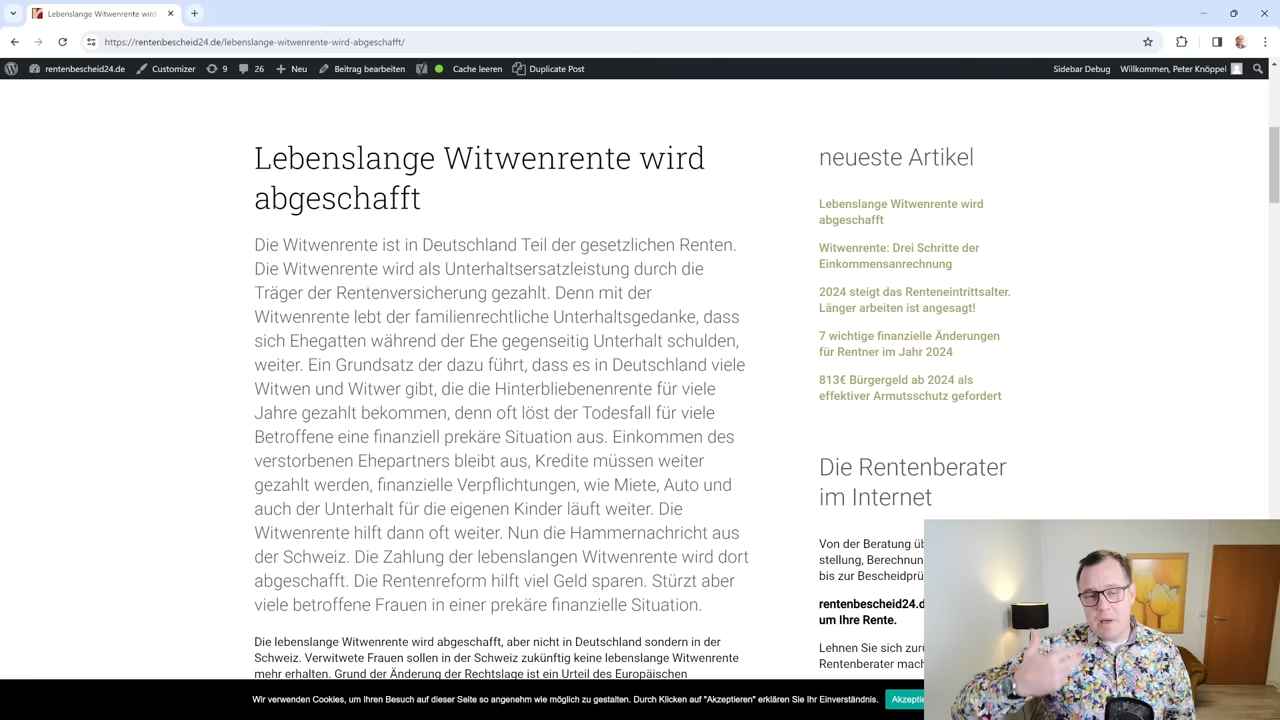 Lebenslange Witwenrente wird
https://rentenbescheid24.de/lebenslange-witwenrente-wird-abgeschafft/
rentenbescheid24.de Customizer 9 26 Neu Beitrag bearbeiten Cache leeren Duplicate Post Sidebar Debug Willkommen, Peter Knöppel
Lebenslange Witwenrente wird
abgeschafft
Die Witwenrente ist in Deutschland Teil der gesetzlichen Renten.
Die Witwenrente wird als Unterhaltsersatzleistung durch die
Träger der Rentenversicherung gezahlt. Denn mit der
Witwenrente lebt der familienrechtliche Unterhaltsgedanke, dass
sich Ehegatten während der Ehe gegenseitig Unterhalt schulden,
weiter. Ein Grundsatz der dazu führt, dass es in Deutschland viele
Witwen und Witwer gibt, die die Hinterbliebenenrente für viele
Jahre gezahlt bekommen, denn oft löst der Todesfall für viele
Betroffene eine finanziell prekäre Situation aus. Einkommen des
verstorbenen Ehepartners bleibt aus, Kredite müssen weiter
gezahlt werden, finanzielle Verpflichtungen, wie Miete, Auto und
auch der Unterhalt für die eigenen Kinder läuft weiter. Die
Witwenrente hilft dann oft weiter. Nun die Hammernachricht aus
der Schweiz. Die Zahlung der lebenslangen Witwenrente wird dort
abgeschafft. Die Rentenreform hilft viel Geld sparen. Stürzt aber
viele betroffene Frauen in einer prekäre finanzielle Situation.
Die lebenslange Witwenrente wird abgeschafft, aber nicht in Deutschland sondern in der
Schweiz. Verwitwete Frauen sollen in der Schweiz zukünftig keine lebenslange Witwenrente
mehr erhalten. Grund der Änderung der Rechtslage ist ein Urteil des Europäischen
neueste Artikel
Lebenslange Witwenrente wird
abgeschafft
Witwenrente: Drei Schritte der
Einkommensanrechnung
2024 steigt das Renteneintrittsalter.
Länger arbeiten ist angesagt!
7 wichtige finanzielle Änderungen
für Rentner im Jahr 2024
813€ Bürgergeld ab 2024 als
effektiver Armutsschutz gefordert
Die Rentenberater
im Internet
Von der Beratung üb
stellung, Berechnun
bis zur Bescheidprü
rentenbescheid24.d
um Ihre Rente.
Lehnen Sie sich zurü
Rentenberater mach
Wir verwenden Cookies, um Ihren Besuch auf dieser Seite so angenehm wie möglich zu gestalten. Durch Klicken auf "Akzeptieren" erklären Sie Ihr Einverständnis. Akzeptie